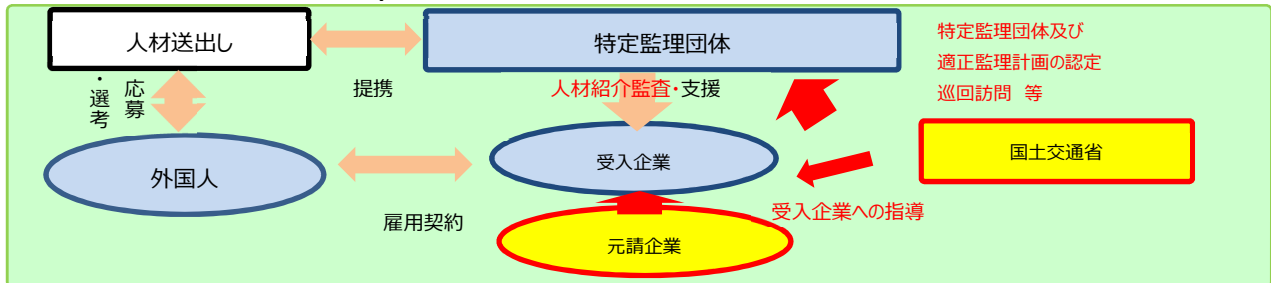 人材送出し
特定監理団体
特定監理団体及び
適正監理計画の認定
巡回訪問 等
応募
・選考
提携
人材紹介監査・支援
国土交通省
外国人
受入企業
雇用契約
受入企業への指導
元請企業